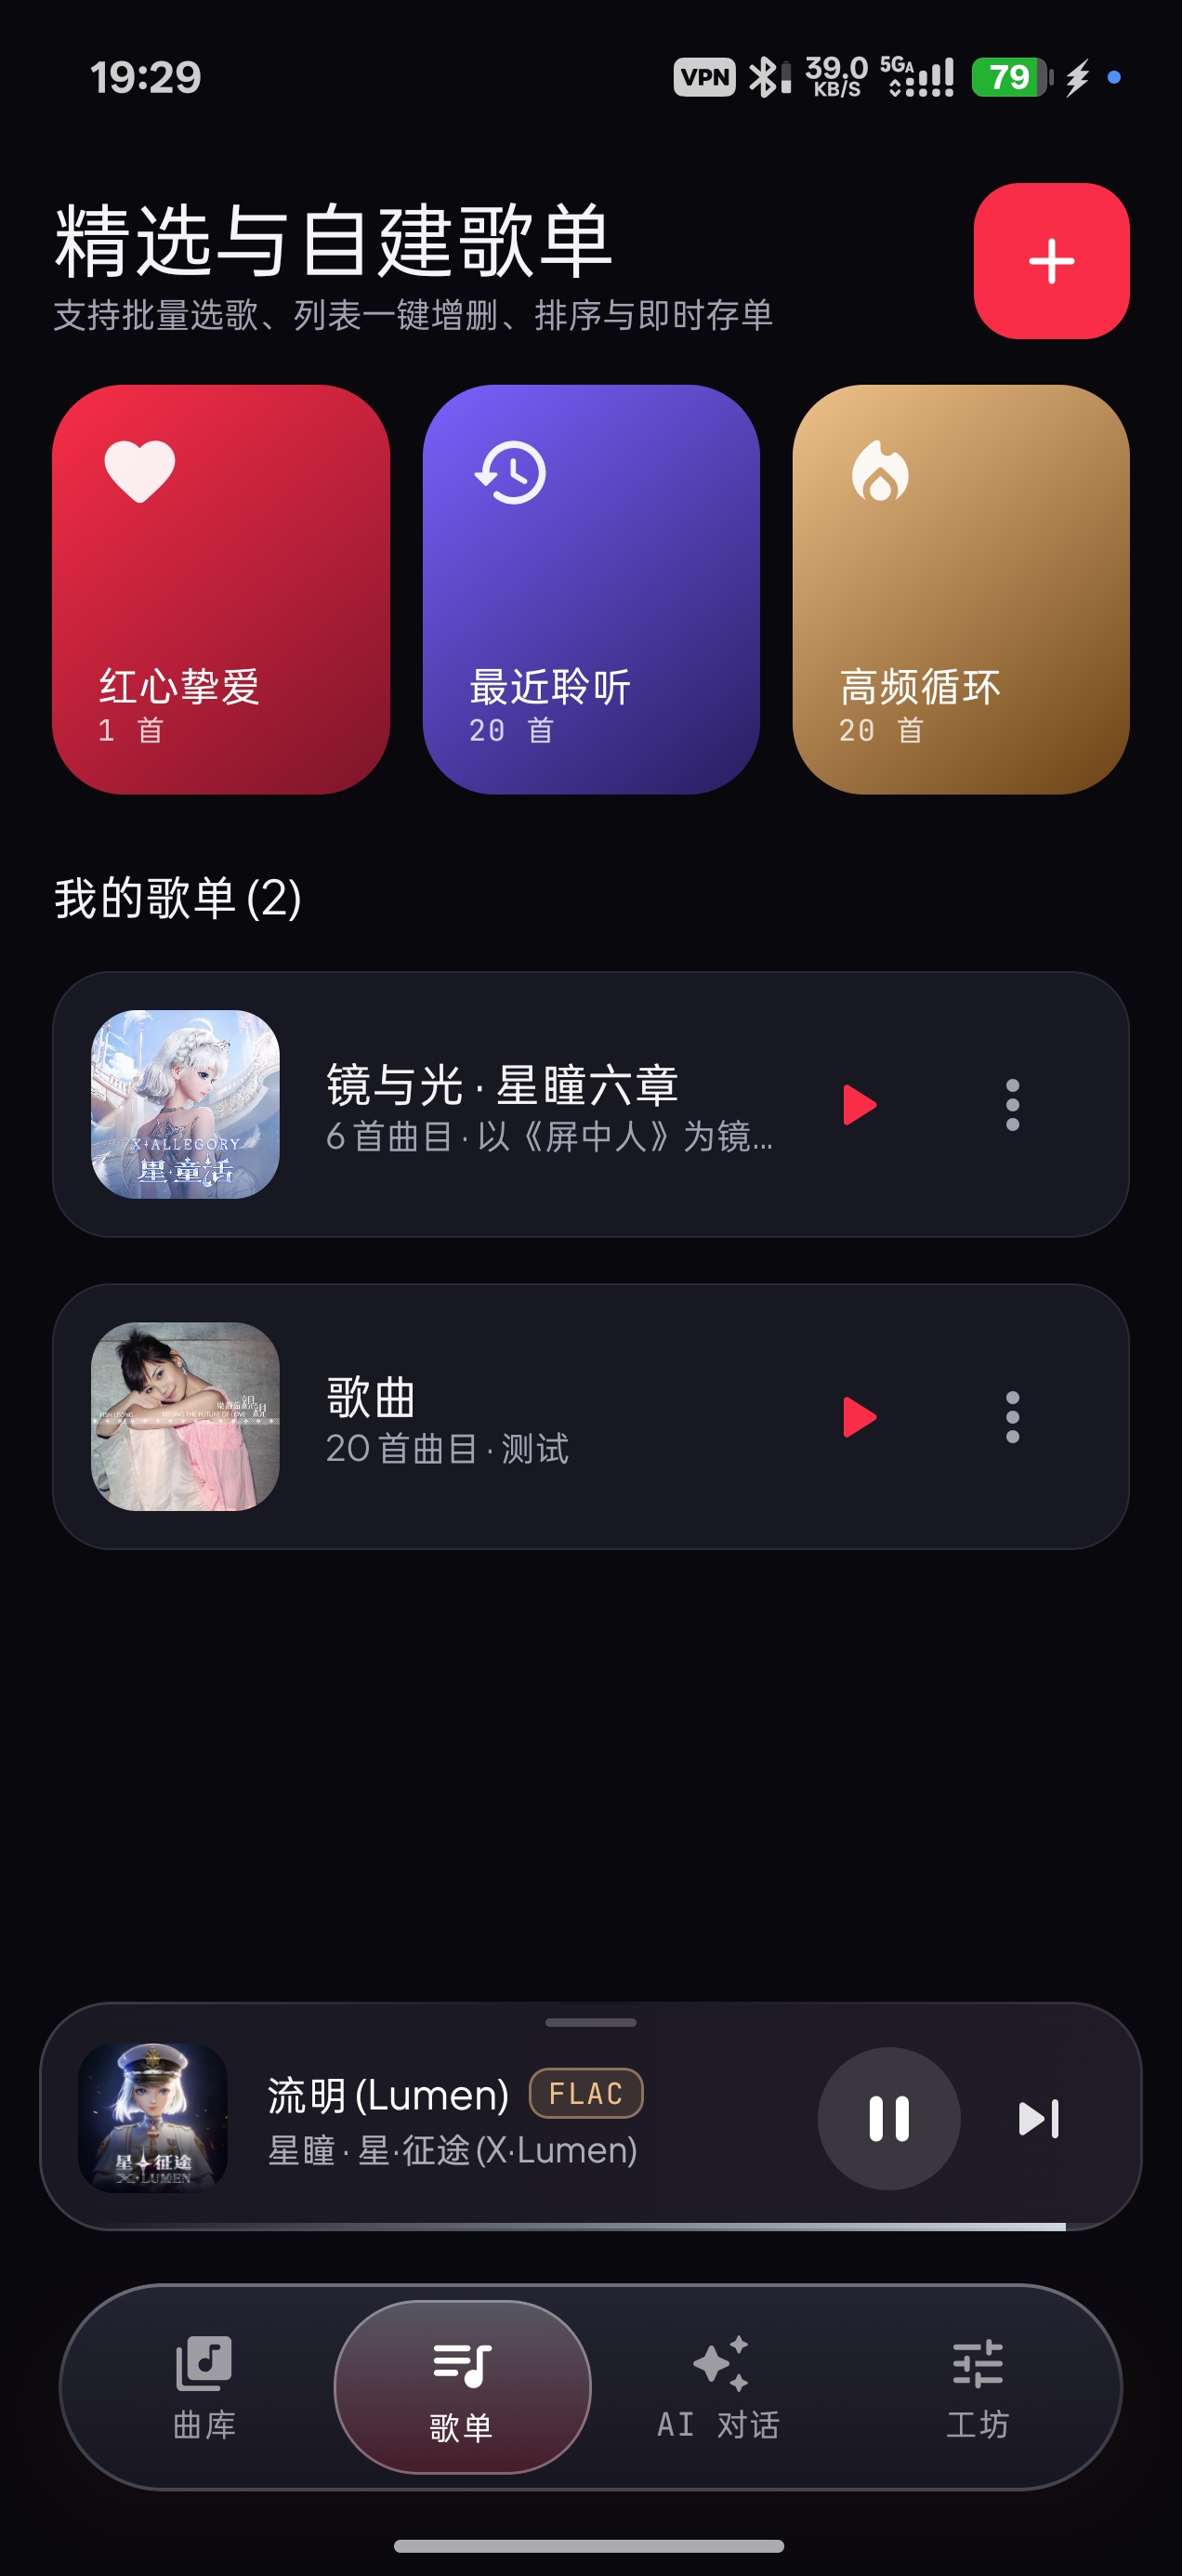 19:29
VPN
39.0
KB/S
5GA
79
精选与自建歌单
支持批量选歌、列表一键增删、排序与即时存单
红心挚爱
1 首
最近聆听
20 首
高频循环
20 首
我的歌单 (2)
X·ALLEGORY
星·童话
镜与光 · 星瞳六章
6 首曲目 · 以《屏中人》为镜...
歌曲
20 首曲目 · 测试
星征途
X·LUMEN
流明 (Lumen)
FLAC
星瞳 · 星·征途 (X·Lumen)
曲库
歌单
AI 对话
工坊